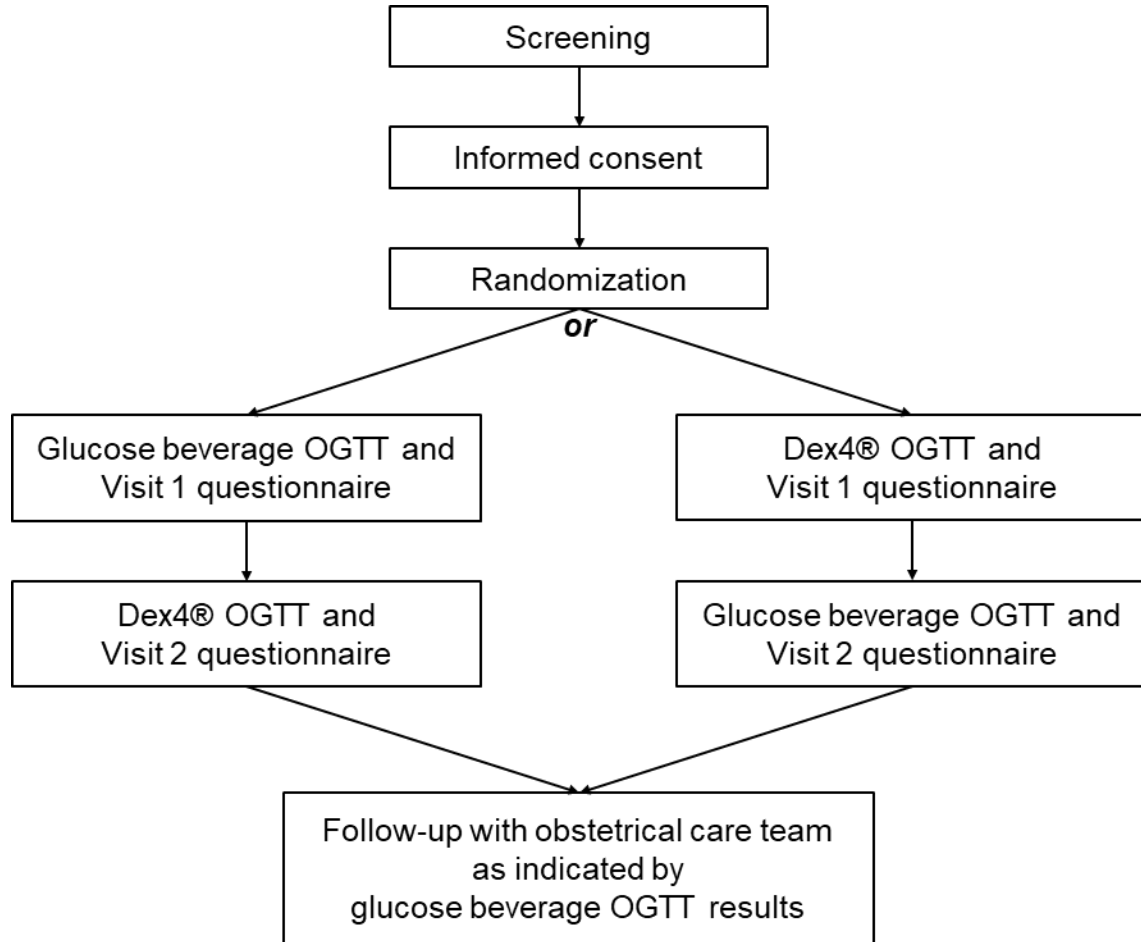 Screening
Informed consent
Randomization
or
Glucose beverage OGTT and
Visit 1 questionnaire
Dex4® OGTT and
Visit 1 questionnaire
Dex4® OGTT and
Visit 2 questionnaire
Glucose beverage OGTT and
Visit 2 questionnaire
Follow-up with obstetrical care team
as indicated by
glucose beverage OGTT results